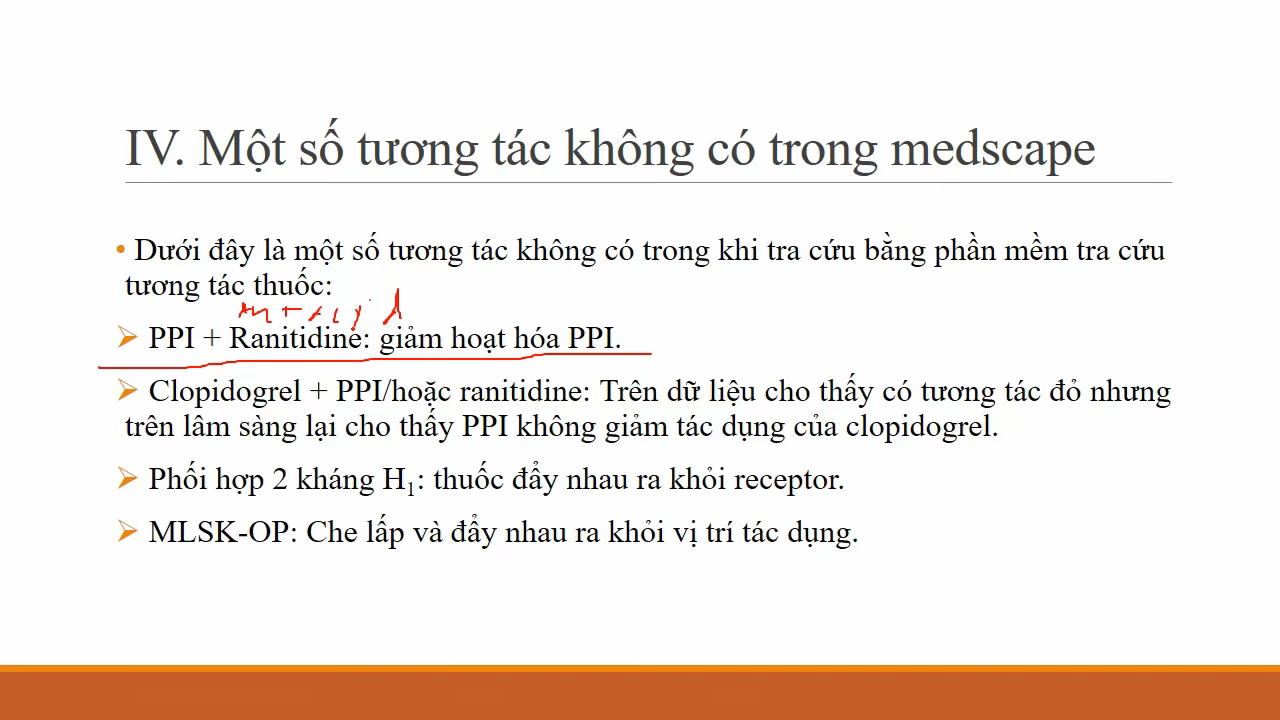 IV. Một số tương tác không có trong medscape
• Dưới đây là một số tương tác không có trong khi tra cứu bằng phần mềm tra cứu
tương tác thuốc:
➢ PPI + Ranitidine: giảm hoạt hóa PPI.
➢ Clopidogrel + PPI/hoặc ranitidine: Trên dữ liệu cho thấy có tương tác đỏ nhưng
trên lâm sàng lại cho thấy PPI không giảm tác dụng của clopidogrel.
➢ Phối hợp 2 kháng H₁: thuốc đẩy nhau ra khỏi receptor.
➢ MLSK-OP: Che lấp và đẩy nhau ra khỏi vị trí tác dụng.